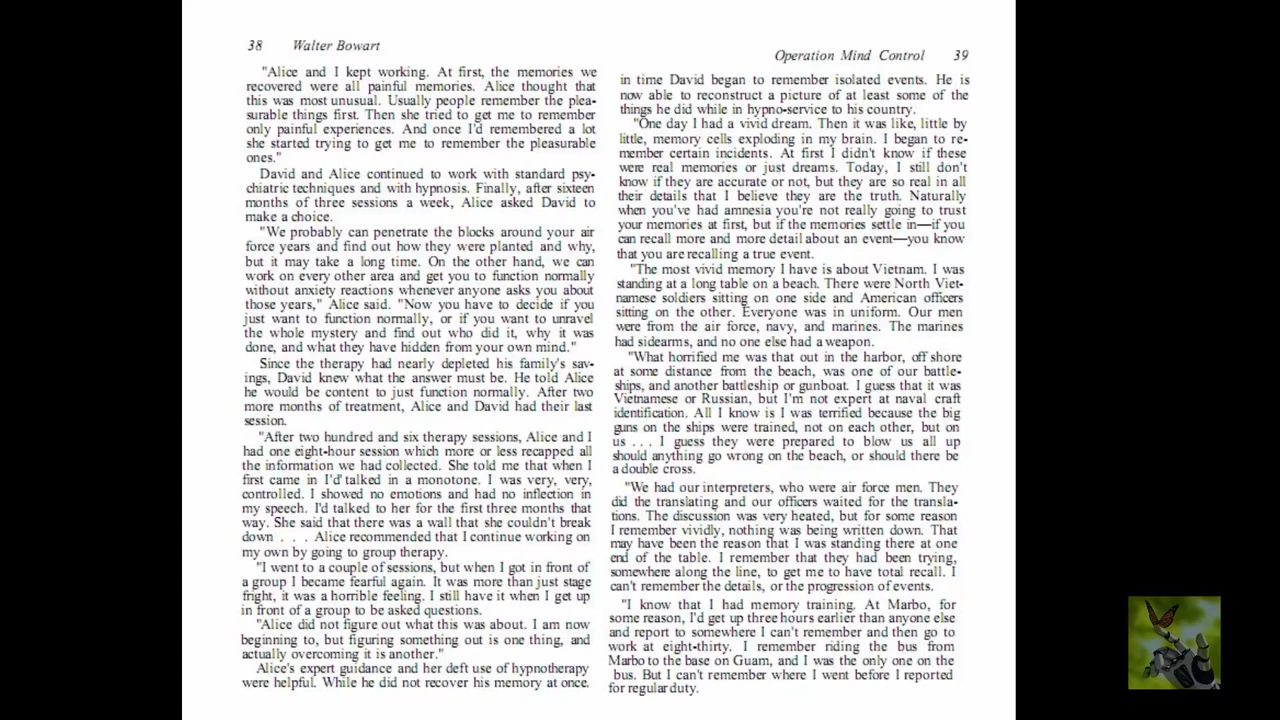 38 Walter Bowart
"Alice and I kept working. At first, the memories we
recovered were all painful memories. Alice thought that
this was most unusual. Usually people remember the plea-
surable things first. Then she tried to get me to remember
only painful experiences. And once I'd remembered a lot
she started trying to get me to remember the pleasurable
ones."
David and Alice continued to work with standard psy-
chiatric techniques and with hypnosis. Finally, after sixteen
months of three sessions a week, Alice asked David to
make a choice.
"We probably can penetrate the blocks around your air
force years and find out how they were planted and why,
but it may take a long time. On the other hand, we can
work on every other area and get you to function normally
without anxiety reactions whenever anyone asks you about
those years," Alice said. "Now you have to decide if you
just want to function normally, or if you want to unravel
the whole mystery and find out who did it, why it was
done, and what they have hidden from your own mind."
Since the therapy had nearly depleted his family's sav-
ings, David knew what the answer must be. He told Alice
he would be content to just function normally. After two
more months of treatment, Alice and David had their last
session.
"After two hundred and six therapy sessions, Alice and I
had one eight-hour session which more or less recapped all
the information we had collected. She told me that when I
first came in I'd talked in a monotone. I was very, very,
controlled. I showed no emotions and had no inflection in
my speech. I'd talked to her for the first three months that
way. She said that there was a wall that she couldn't break
down . . . Alice recommended that I continue working on
my own by going to group therapy.
"I went to a couple of sessions, but when I got in front of
a group I became fearful again. It was more than just stage
fright, it was a horrible feeling. I still have it when I get up
in front of a group to be asked questions.
"Alice did not figure out what this was about. I am now
beginning to, but figuring something out is one thing, and
actually overcoming it is another."
Alice's expert guidance and her deft use of hypnotherapy
were helpful. While he did not recover his memory at once.
Operation Mind Control 39
in time David began to remember isolated events. He is
now able to reconstruct a picture of at least some of the
things he did while in hypno-service to his country.
"One day I had a vivid dream. Then it was like, little by
little, memory cells exploding in my brain. I began to re-
member certain incidents. At first I didn't know if these
were real memories or just dreams. Today, I still don't
know if they are accurate or not, but they are so real in all
their details that I believe they are the truth. Naturally
when you've had amnesia you're not really going to trust
your memories at first, but if the memories settle in—if you
can recall more and more detail about an event—you know
that you are recalling a true event.
"The most vivid memory I have is about Vietnam. I was
standing at a long table on a beach. There were North Viet-
namese soldiers sitting on one side and American officers
sitting on the other. Everyone was in uniform. Our men
were from the air force, navy, and marines. The marines
had sidearms, and no one else had a weapon.
"What horrified me was that out in the harbor, off shore
at some distance from the beach, was one of our battle-
ships, and another battleship or gunboat. I guess that it was
Vietnamese or Russian, but I'm not expert at naval craft
identification. All I know is I was terrified because the big
guns on the ships were trained, not on each other, but on
us . . . I guess they were prepared to blow us all up
should anything go wrong on the beach, or should there be
a double cross.
"We had our interpreters, who were air force men. They
did the translating and our officers waited for the transla-
tions. The discussion was very heated, but for some reason
I remember vividly, nothing was being written down. That
may have been the reason that I was standing there at one
end of the table. I remember that they had been trying,
somewhere along the line, to get me to have total recall. I
can't remember the details, or the progression of events.
"I know that I had memory training. At Marbo, for
some reason, I'd get up three hours earlier than anyone else
and report to somewhere I can't remember and then go to
work at eight-thirty. I remember riding the bus from
Marbo to the base on Guam, and I was the only one on the
bus. But I can't remember where I went before I reported
for regular duty.